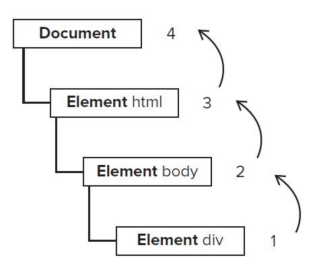 Document 4
Element html 3
Element body 2
Element div 1